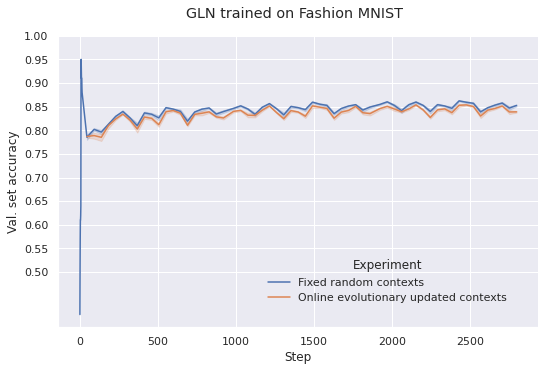 GLN trained on Fashion MNIST
1.00
0.95
0.90
0.85
0.80
0.75
0.70
0.65
0.60
0.55
0.50
Val. set accuracy
Experiment
Fixed random contexts
Online evolutionary updated contexts
0 500 1000 1500 2000 2500
Step